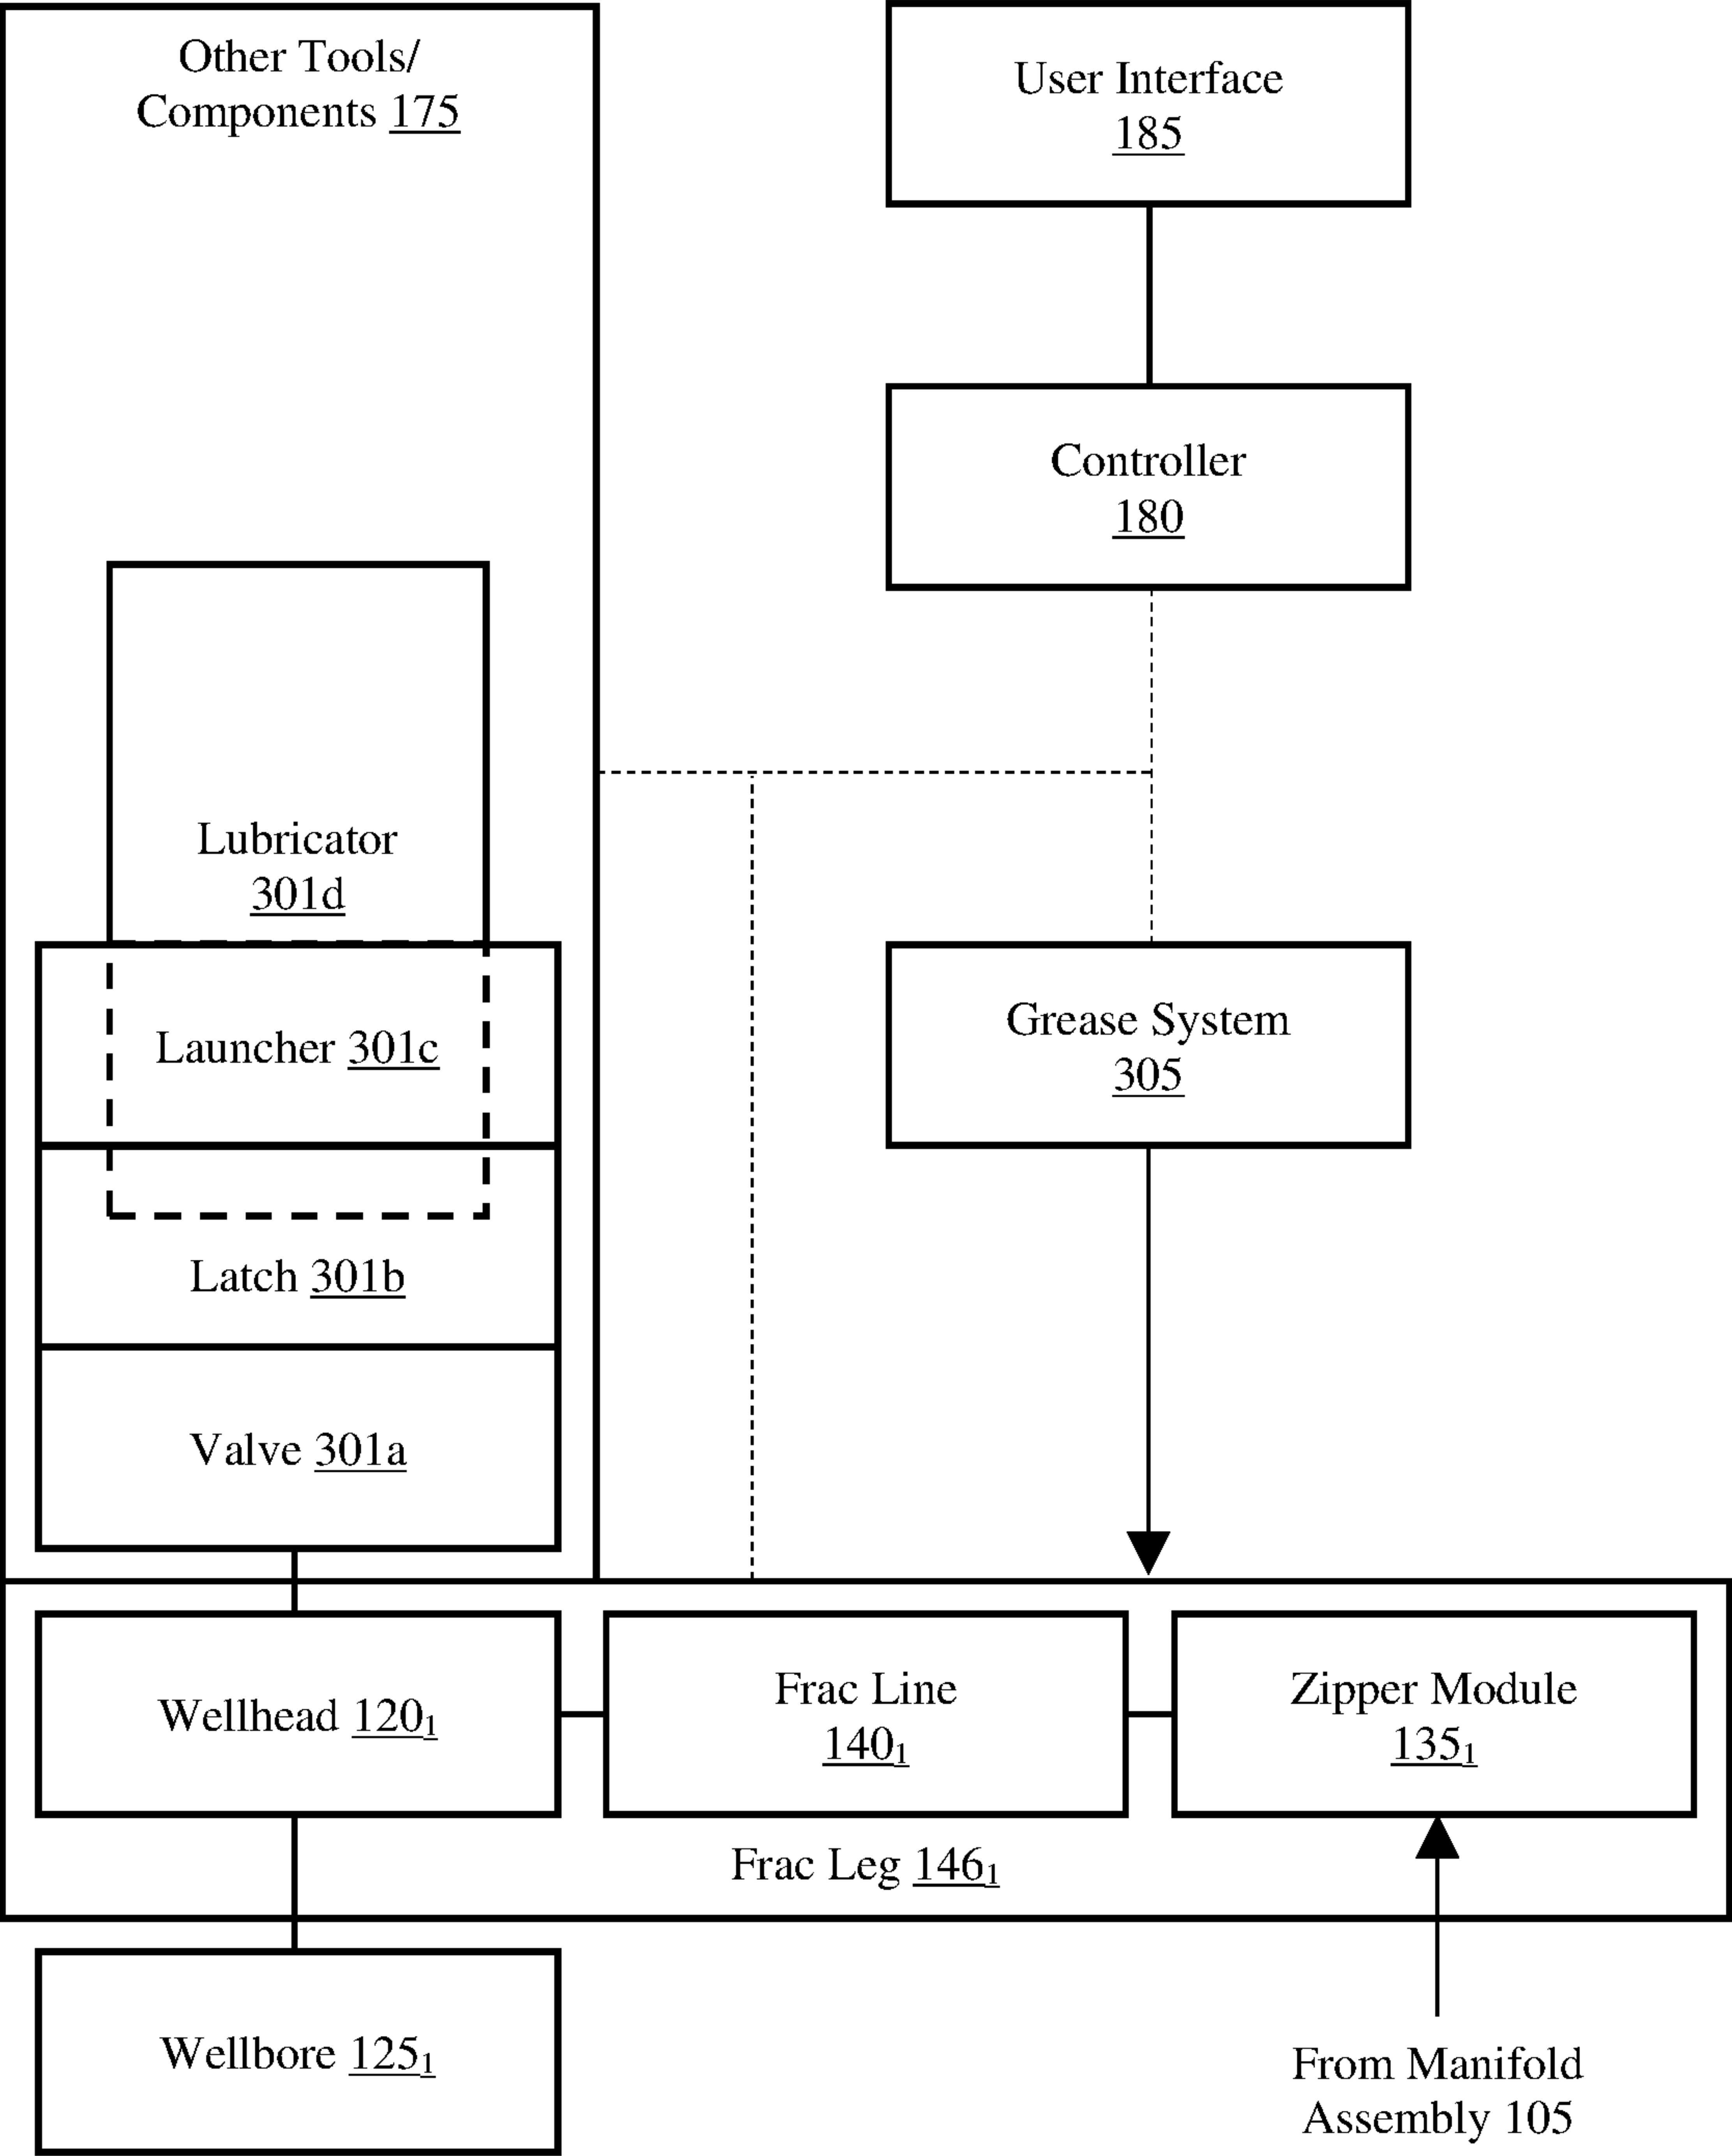 Other Tools/
Components 175
User Interface
185
Controller
180
Lubricator
301d
Launcher 301c
Grease System
305
Latch 301b
Valve 301a
Wellhead 120₁
Frac Line
140₁
Zipper Module
135₁
Frac Leg 146₁
Wellbore 125₁
From Manifold
Assembly 105